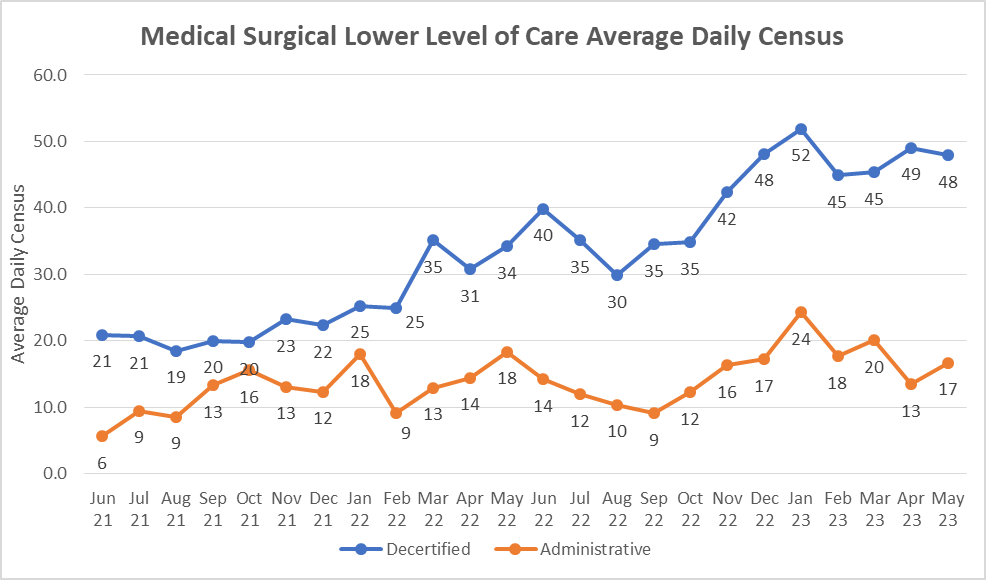 Medical Surgical Lower Level of Care Average Daily Census
60.0
50.0
40.0
30.0
20.0
10.0
0.0
Average Daily Census
21 21 19 20 20 23 22 25 25 35 31 34 40 35 30 35 35 42 48 52 45 45 49 48
6 9 9 13 16 13 12 18 9 13 14 18 14 12 10 9 12 16 17 24 18 20 13 17
Jun Jul Aug Sep Oct Nov Dec Jan Feb Mar Apr May Jun Jul Aug Sep Oct Nov Dec Jan Feb Mar Apr May
21 21 21 21 21 21 21 22 22 22 22 22 22 22 22 22 22 22 22 23 23 23 23 23
Decertified Administrative